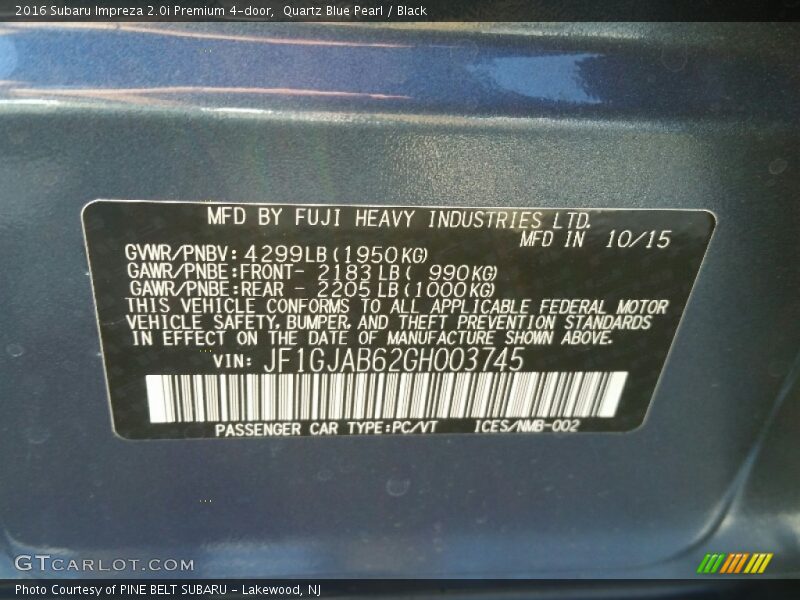 2016 Subaru Impreza 2.0i Premium 4-door,  Quartz Blue Pearl / Black
MFD BY FUJI HEAVY INDUSTRIES LTD.
MFD IN 10/15
GVWR/PNBV: 4299LB (1950KG)
GAWR/PNBE:FRONT- 2183 LB ( 990KG)
GAWR/PNBE:REAR - 2205 LB (1000KG)
THIS VEHICLE CONFORMS TO ALL APPLICABLE FEDERAL MOTOR
VEHICLE SAFETY, BUMPER, AND THEFT PREVENTION STANDARDS
IN EFFECT ON THE DATE OF MANUFACTURE SHOWN ABOVE.
VIN: JF1GJAB62GH003745
PASSENGER CAR TYPE:PC/VT ICES/NMB-002
GTCARLOT.COM
Photo Courtesy of PINE BELT SUBARU - Lakewood, NJ